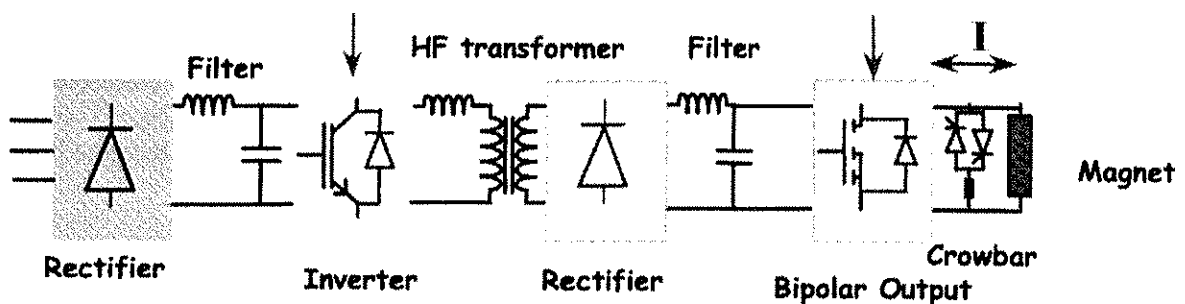 HF transformer
Filter
I
Filter
Magnet
Rectifier
Inverter
Rectifier
Bipolar Output
Crowbar